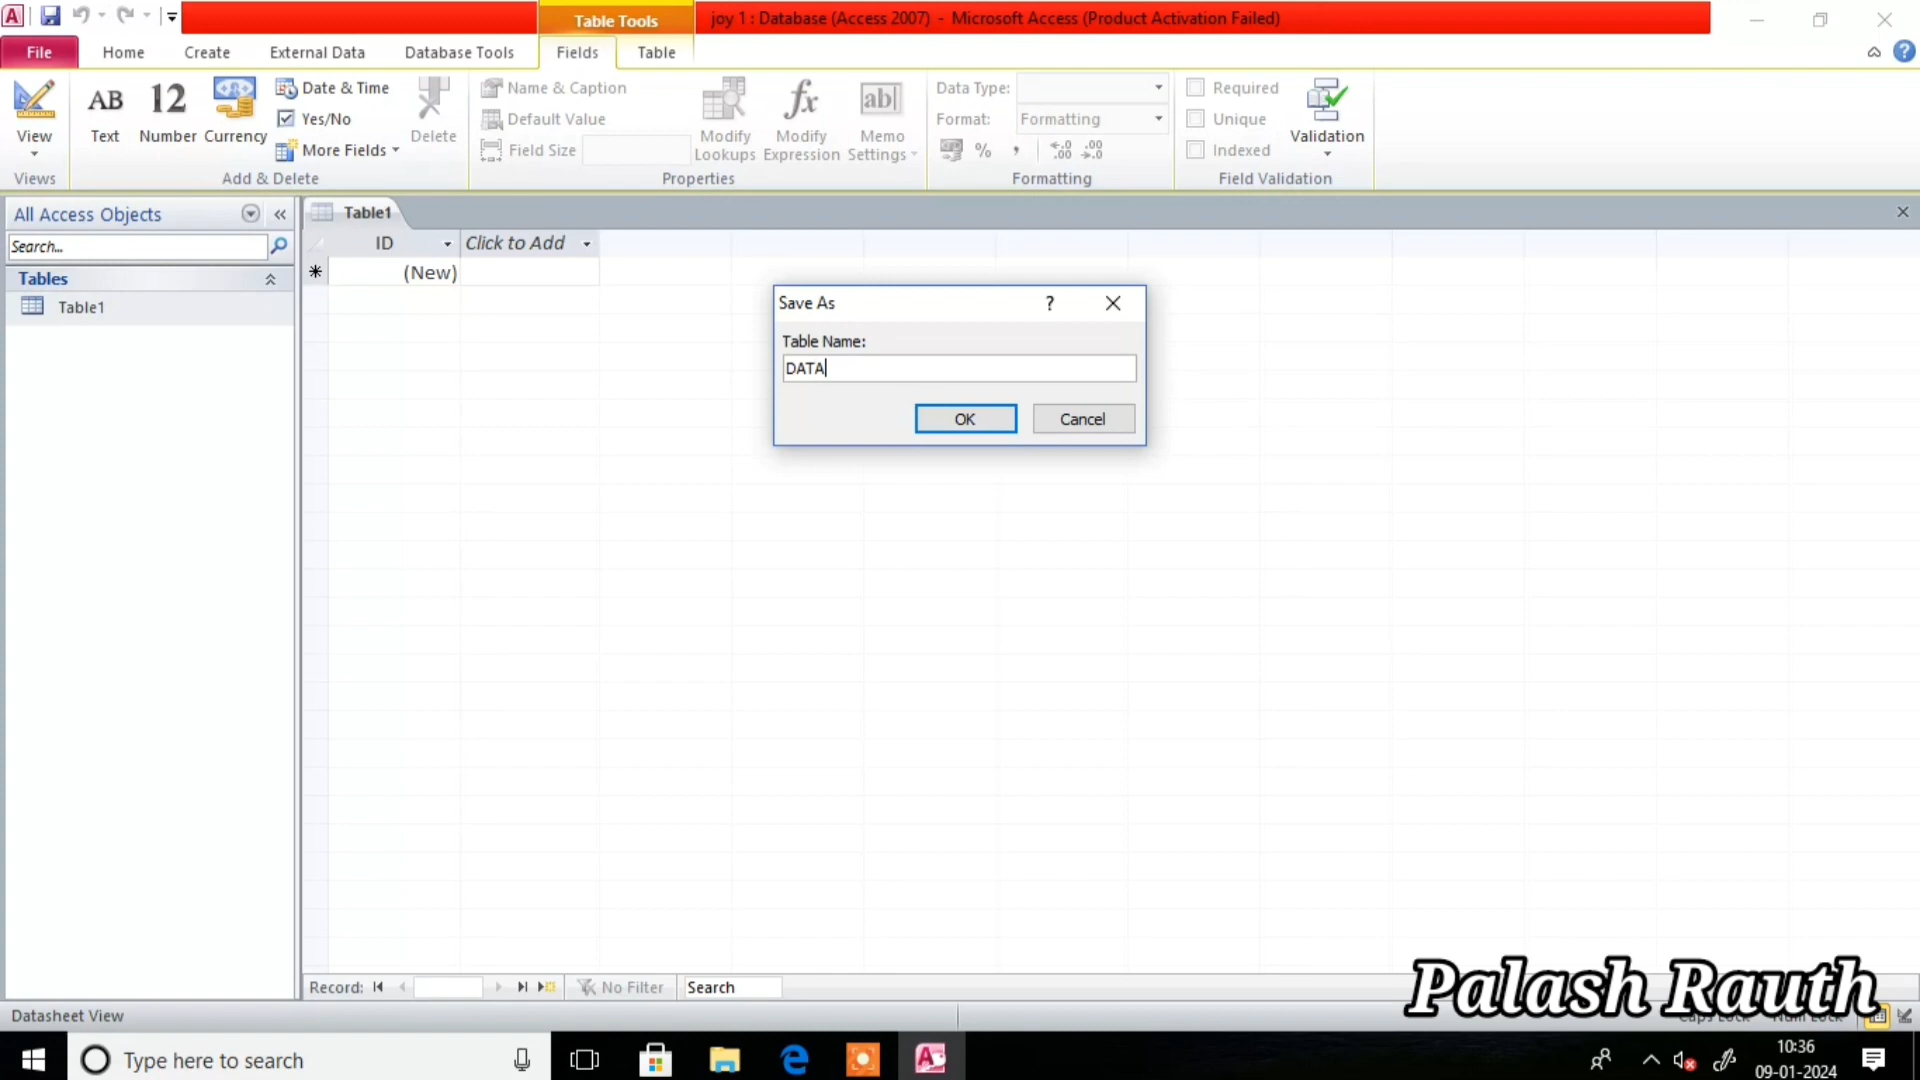 Table Tools
joy 1 : Database (Access 2007) - Microsoft Access (Product Activation Failed)
File Home Create External Data Database Tools Fields Table
View
Views
AB
Text
12
Number
Currency
Date & Time
Yes/No
More Fields
Delete
Add & Delete
Name & Caption
Default Value
Field Size
Modify Lookups
fx
Modify Expression
ab|
Memo Settings
Properties
Data Type:
Format: Formatting
% , .00 .00
Formatting
Required
Unique
Indexed
Validation
Field Validation
All Access Objects
Search...
Tables
Table1
Table1
ID Click to Add
(New)
Save As
Table Name:
DATA
OK Cancel
Record: No Filter Search
Palash Rauth
Datasheet View
Type here to search
10:36
09-01-2024